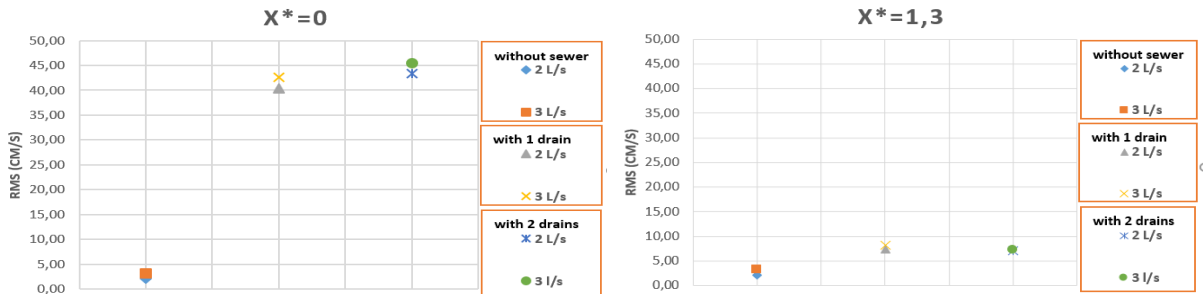 X*=0
50,00
45,00
40,00
35,00
30,00
25,00
20,00
15,00
10,00
5,00
0,00
RMS (CM/S)
without sewer
2 L/s
3 L/s
with 1 drain
2 L/s
3 L/s
with 2 drains
2 L/s
3 l/s
X*=1,3
50,00
45,00
40,00
35,00
30,00
25,00
20,00
15,00
10,00
5,00
0,00
RMS (CM/S)
without sewer
2 L/s
3 L/s
with 1 drain
2 L/s
3 L/s
with 2 drains
2 L/s
3 l/s